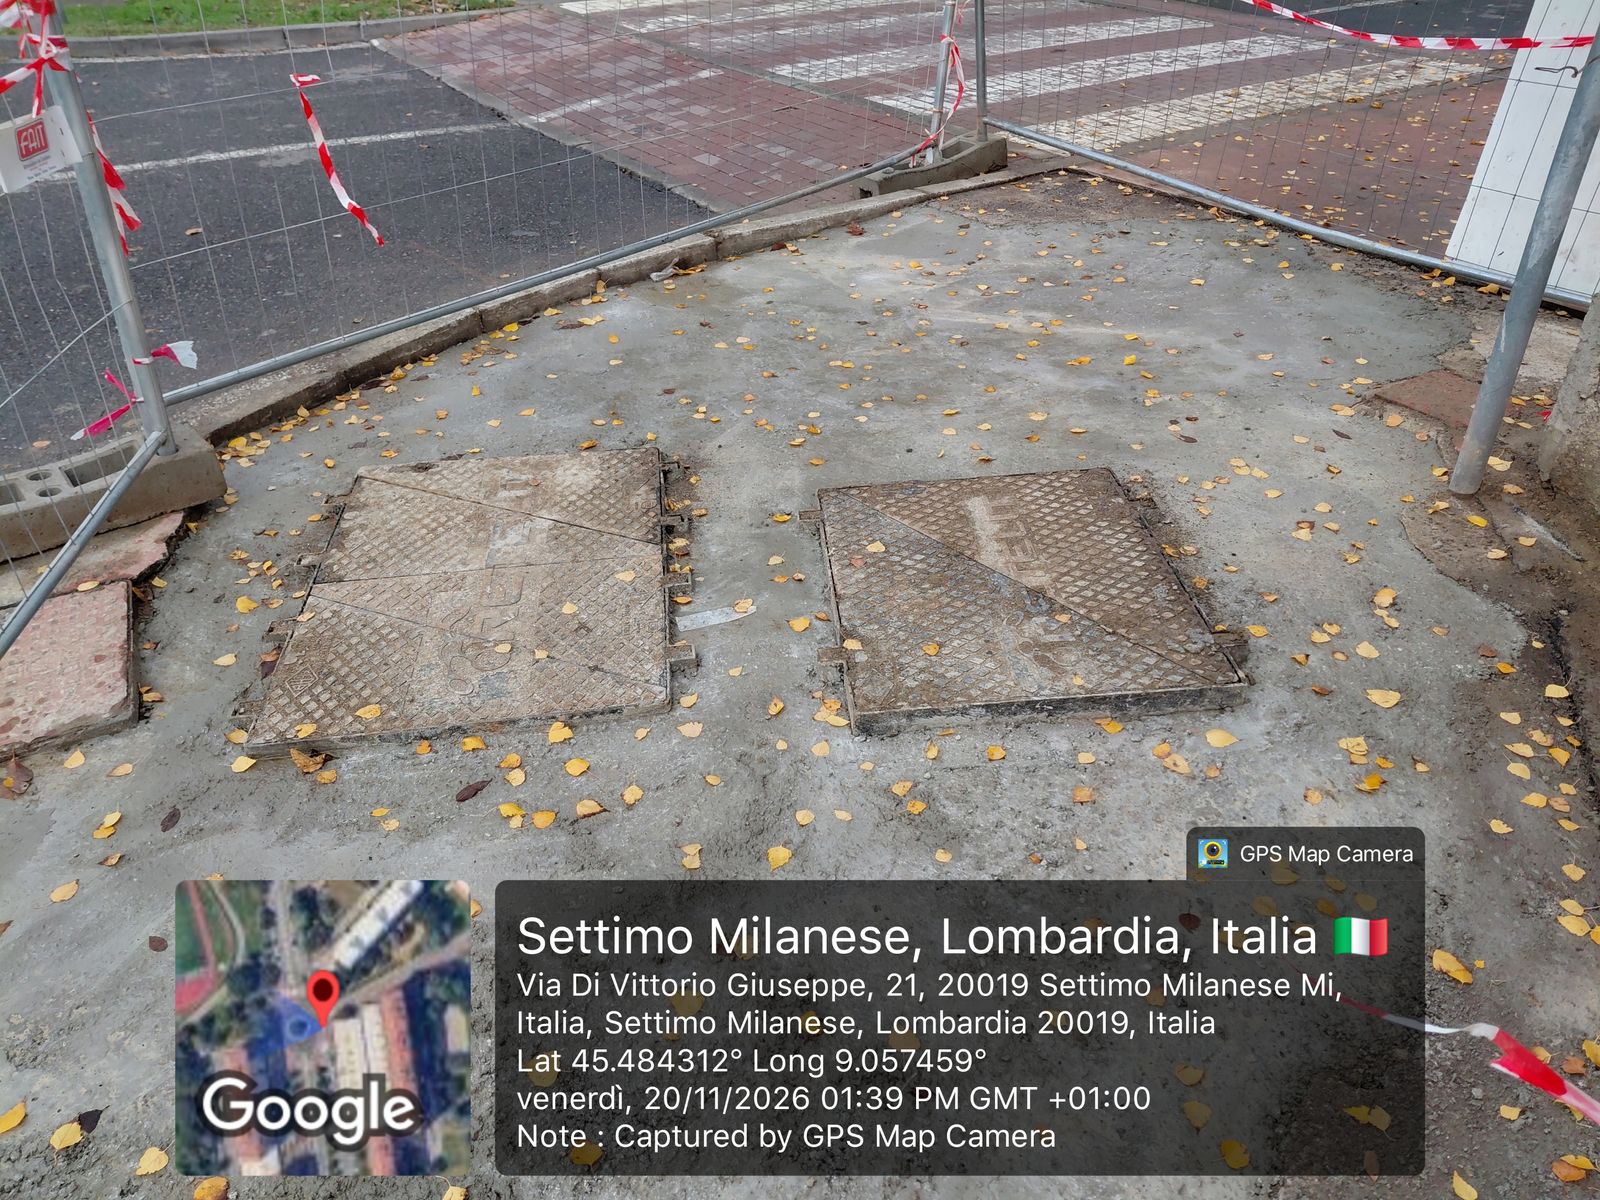 FAIT
GPS Map Camera
Settimo Milanese, Lombardia, Italia
Via Di Vittorio Giuseppe, 21, 20019 Settimo Milanese Mi,
Italia, Settimo Milanese, Lombardia 20019, Italia
Lat 45.484312° Long 9.057459°
venerdì, 20/11/2026 01:39 PM GMT +01:00
Note : Captured by GPS Map Camera
Google